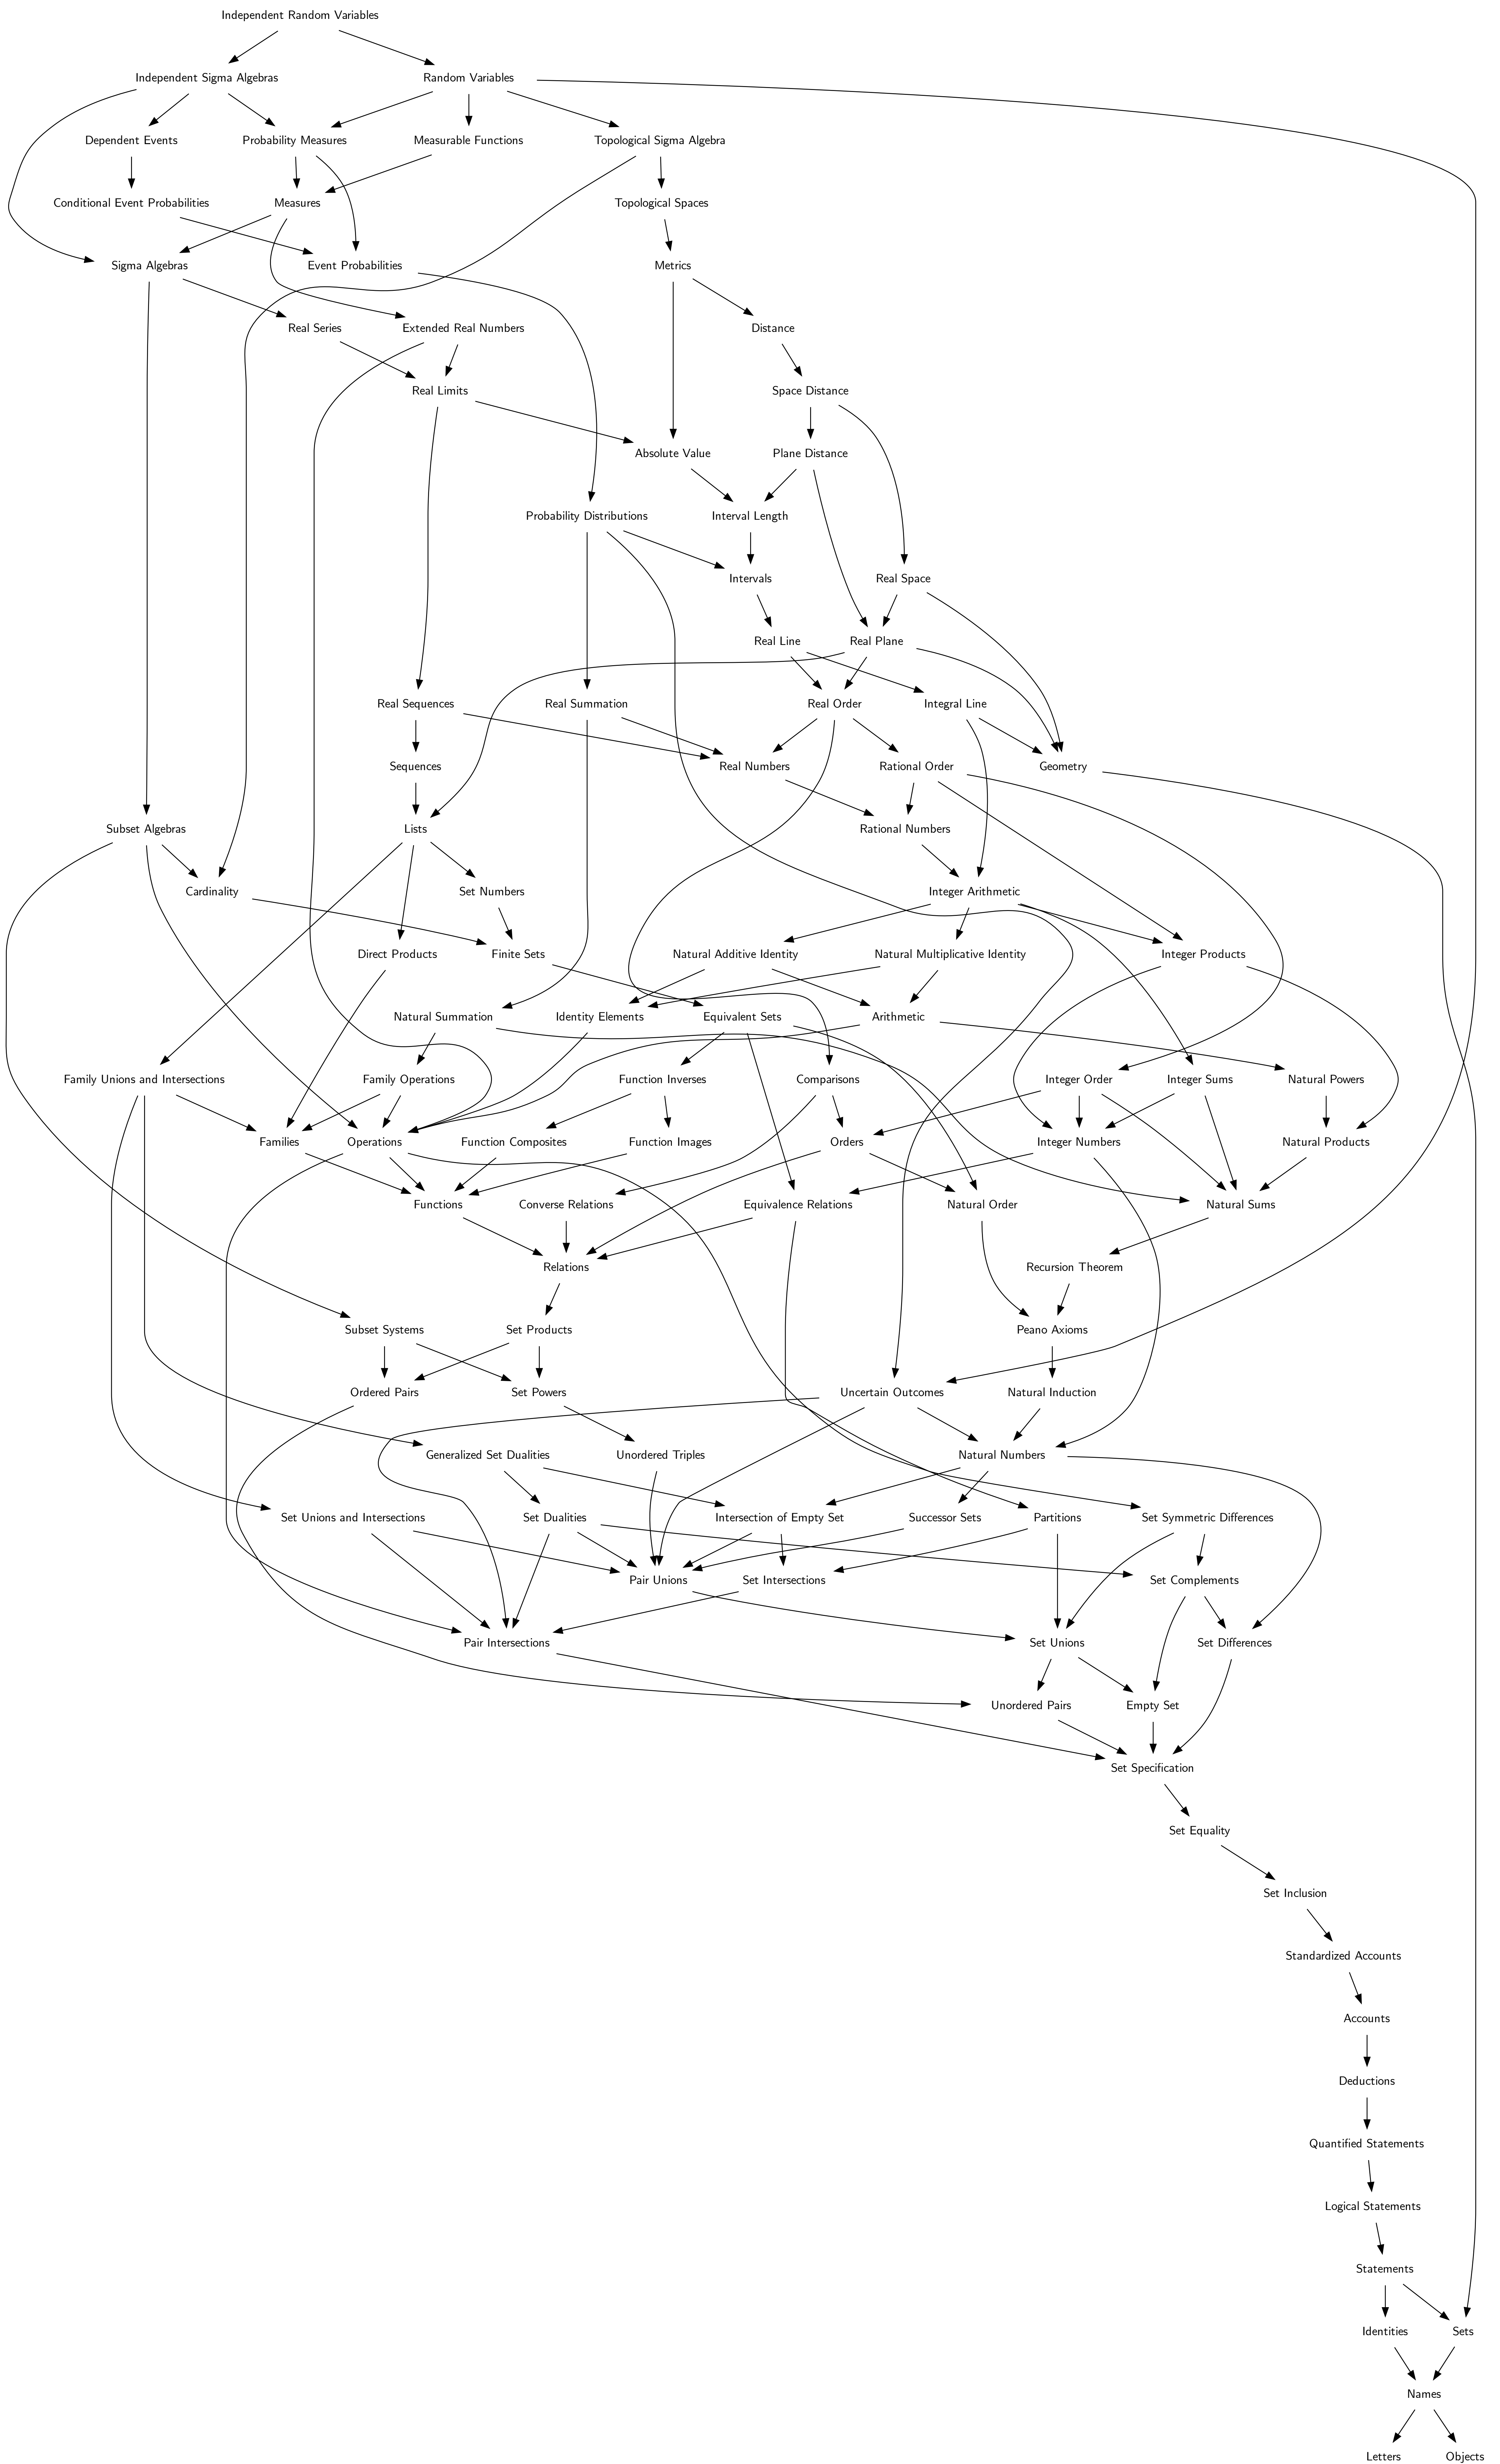 Independent Random Variables
Independent Sigma Algebras
Random Variables
Dependent Events
Probability Measures
Measurable Functions
Topological Sigma Algebra
Conditional Event Probabilities
Measures
Topological Spaces
Sigma Algebras
Event Probabilities
Metrics
Real Series
Extended Real Numbers
Distance
Real Limits
Space Distance
Absolute Value
Plane Distance
Probability Distributions
Interval Length
Intervals
Real Space
Real Line
Real Plane
Real Sequences
Real Summation
Real Order
Integral Line
Sequences
Real Numbers
Rational Order
Geometry
Subset Algebras
Lists
Rational Numbers
Cardinality
Set Numbers
Integer Arithmetic
Direct Products
Finite Sets
Natural Additive Identity
Natural Multiplicative Identity
Integer Products
Natural Summation
Identity Elements
Equivalent Sets
Arithmetic
Family Unions and Intersections
Family Operations
Function Inverses
Comparisons
Integer Order
Integer Sums
Natural Powers
Families
Operations
Function Composites
Function Images
Orders
Integer Numbers
Natural Products
Functions
Converse Relations
Equivalence Relations
Natural Order
Natural Sums
Relations
Recursion Theorem
Subset Systems
Set Products
Peano Axioms
Ordered Pairs
Set Powers
Uncertain Outcomes
Natural Induction
Generalized Set Dualities
Unordered Triples
Natural Numbers
Set Unions and Intersections
Set Dualities
Intersection of Empty Set
Successor Sets
Partitions
Set Symmetric Differences
Pair Unions
Set Intersections
Set Complements
Pair Intersections
Set Unions
Set Differences
Unordered Pairs
Empty Set
Set Specification
Set Equality
Set Inclusion
Standardized Accounts
Accounts
Deductions
Quantified Statements
Logical Statements
Statements
Identities
Sets
Names
Letters
Objects